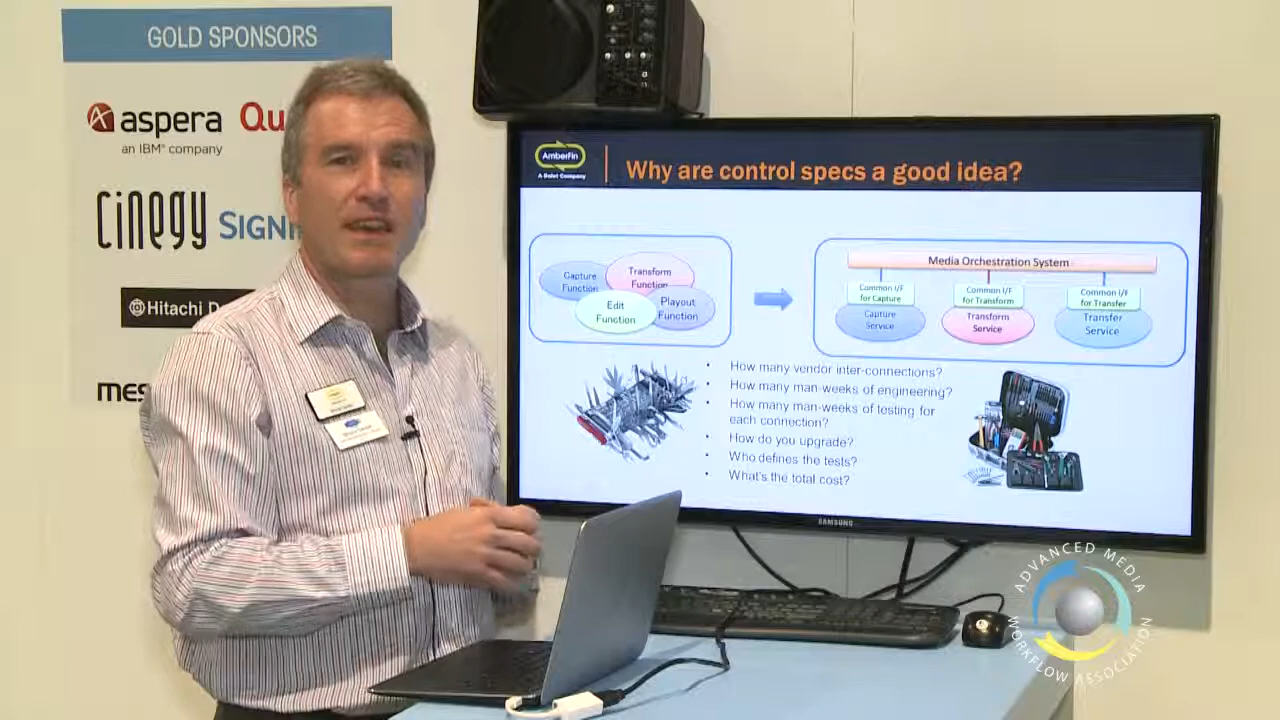 GOLD SPONSORS
aspera
an IBM® company
Qu
cinegy
SIGNI
Hitachi D
mes
AmberFin
A Dalet Company
Why are control specs a good idea?
Capture
Function
Transform
Function
Edit
Function
Playout
Function
Media Orchestration System
Common I/F
for Capture
Common I/F
for Transform
Common I/F
for Transfer
Capture
Service
Transform
Service
Transfer
Service
• How many vendor inter-connections?
• How many man-weeks of engineering?
• How many man-weeks of testing for
each connection?
• How do you upgrade?
• Who defines the tests?
• What's the total cost?
SAMSUNG
ADVANCED MEDIA
WORKFLOW ASSOCIATION